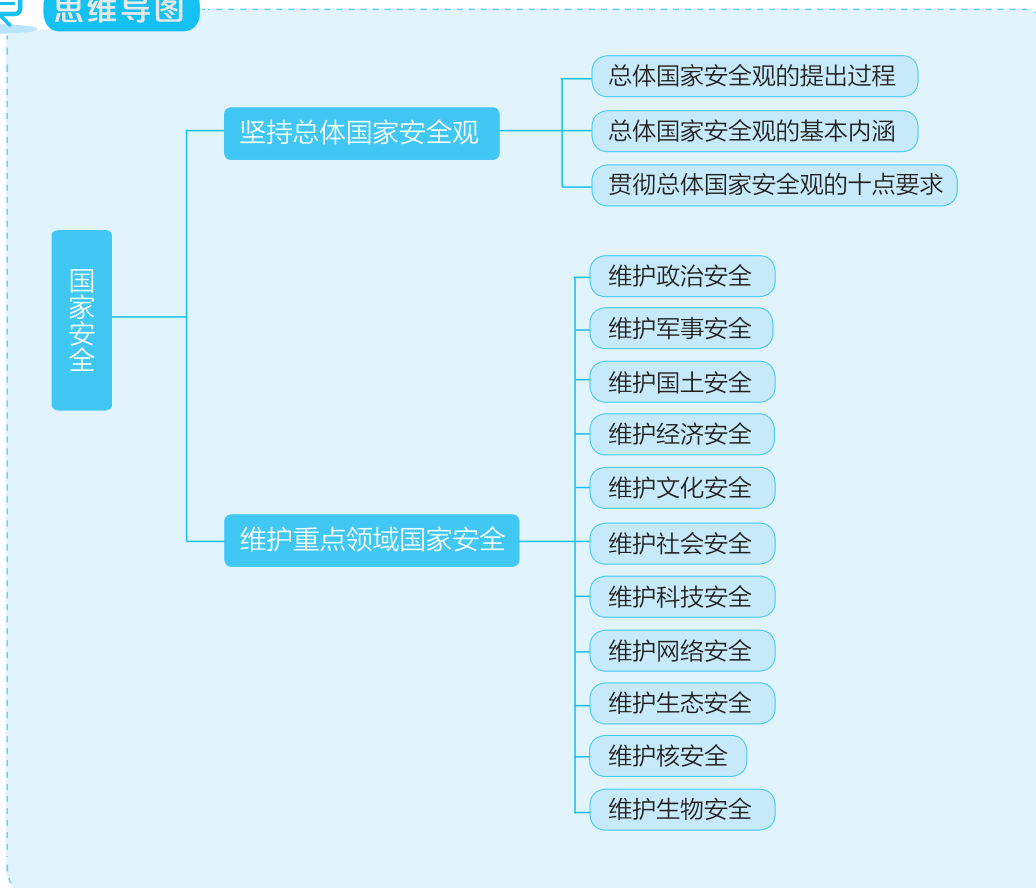 思维导图
国家安全
坚持总体国家安全观
总体国家安全观的提出过程
总体国家安全观的基本内涵
贯彻总体国家安全观的十点要求
维护重点领域国家安全
维护政治安全
维护军事安全
维护国土安全
维护经济安全
维护文化安全
维护社会安全
维护科技安全
维护网络安全
维护生态安全
维护核安全
维护生物安全